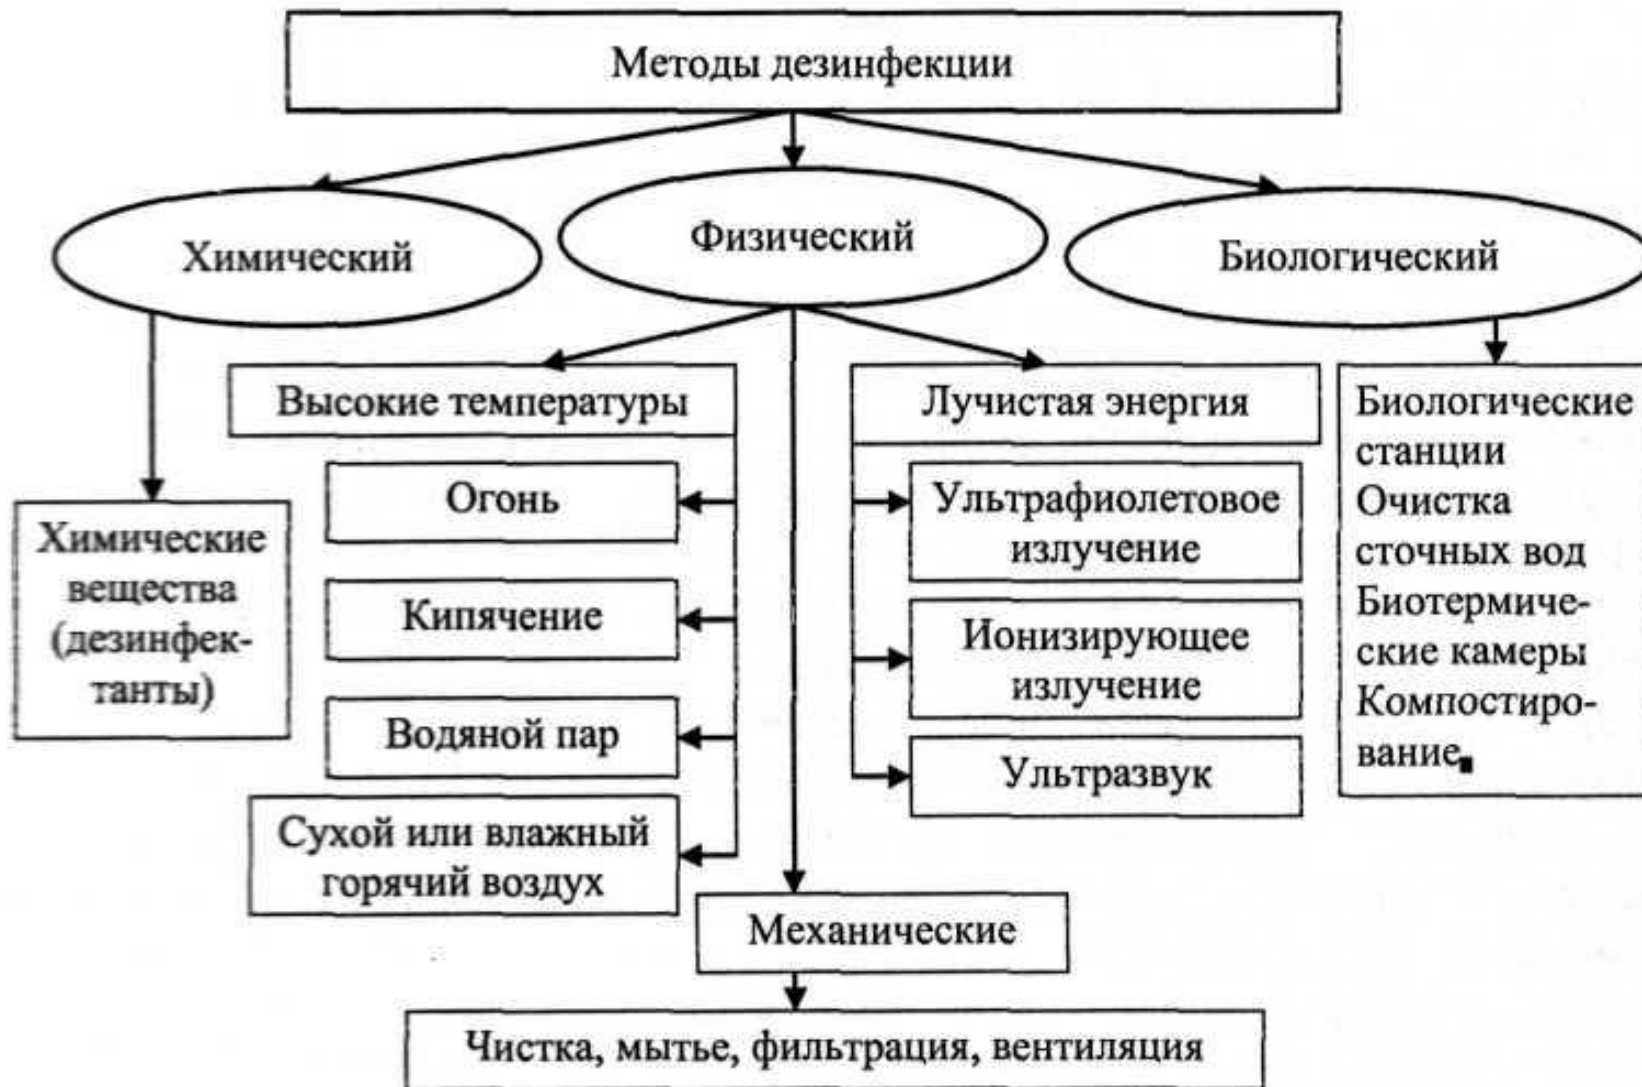 Методы дезинфекции
Химический
Физический
Биологический
Высокие температуры
Лучистая энергия
Химические
вещества
(дезинфек-
танты)
Огонь
Кипячение
Водяной пар
Сухой или влажный
горячий воздух
Ультрафиолетовое
излучение
Ионизирующее
излучение
Ультразвук
Биологические
станции
Очистка
сточных вод
Биотермиче-
ские камеры
Компостиро-
вание
Механические
Чистка, мытье, фильтрация, вентиляция